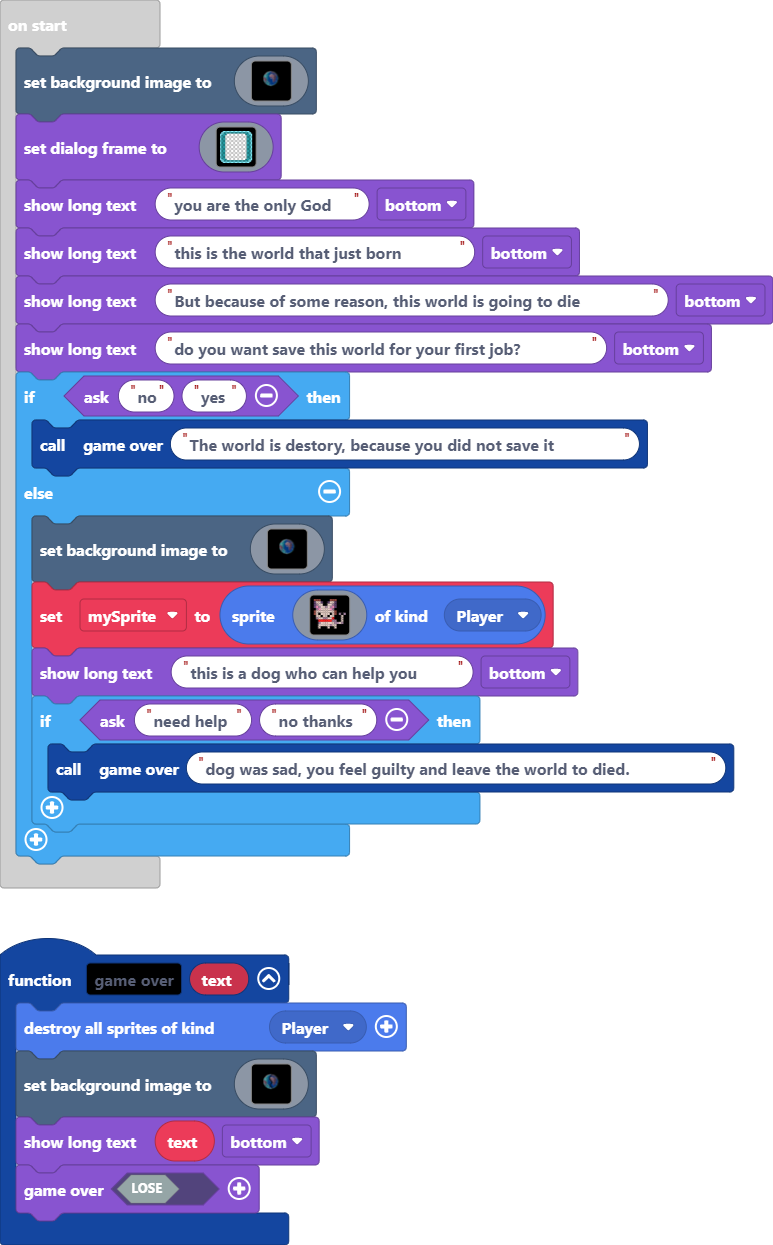 on start
set background image to
set dialog frame to
show long text "you are the only God" bottom
show long text "this is the world that just born" bottom
show long text "But because of some reason, this world is going to die" bottom
show long text "do you want save this world for your first job?" bottom
if ask "no" "yes" then
call game over "The world is destory, because you did not save it"
else
set background image to
set mySprite to sprite of kind Player
show long text "this is a dog who can help you" bottom
if ask "need help" "no thanks" then
call game over "dog was sad, you feel guilty and leave the world to died."
function game over text
destroy all sprites of kind Player
set background image to
show long text text bottom
game over LOSE